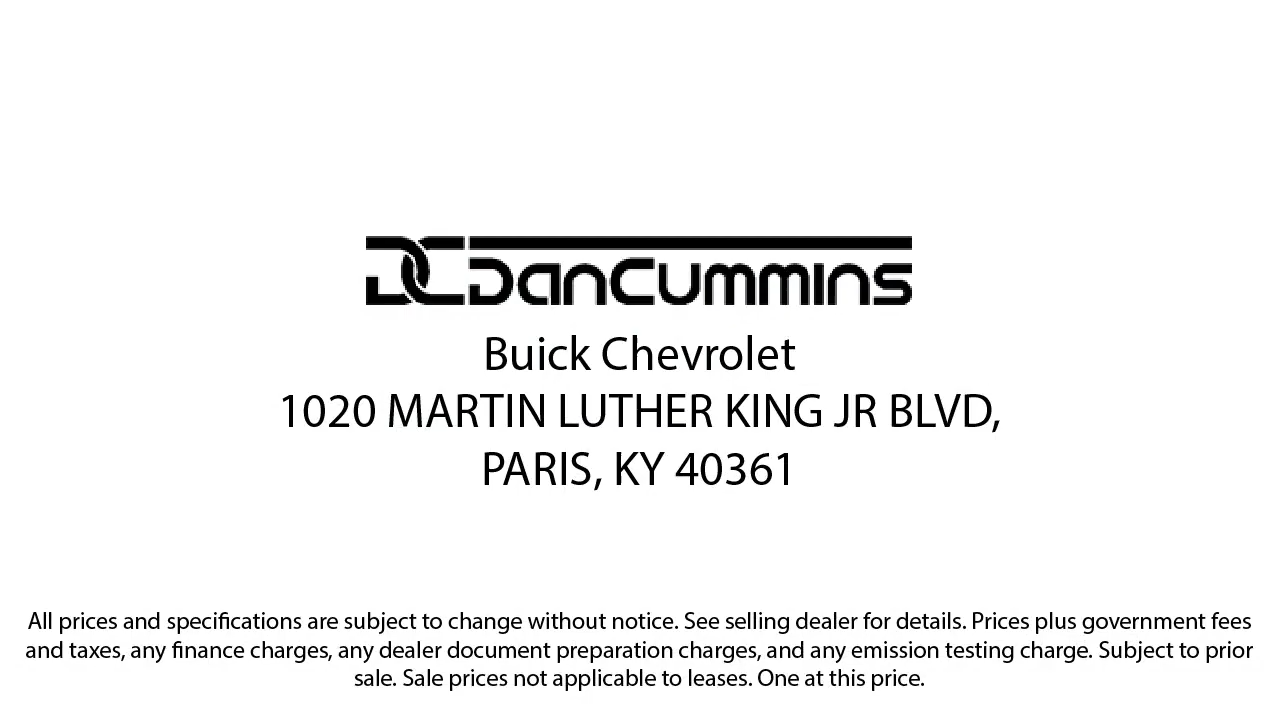 DC DanCummins
Buick Chevrolet
1020 MARTIN LUTHER KING JR BLVD,
PARIS, KY 40361
All prices and specifications are subject to change without notice. See selling dealer for details. Prices plus government fees
and taxes, any finance charges, any dealer document preparation charges, and any emission testing charge. Subject to prior
sale. Sale prices not applicable to leases. One at this price.